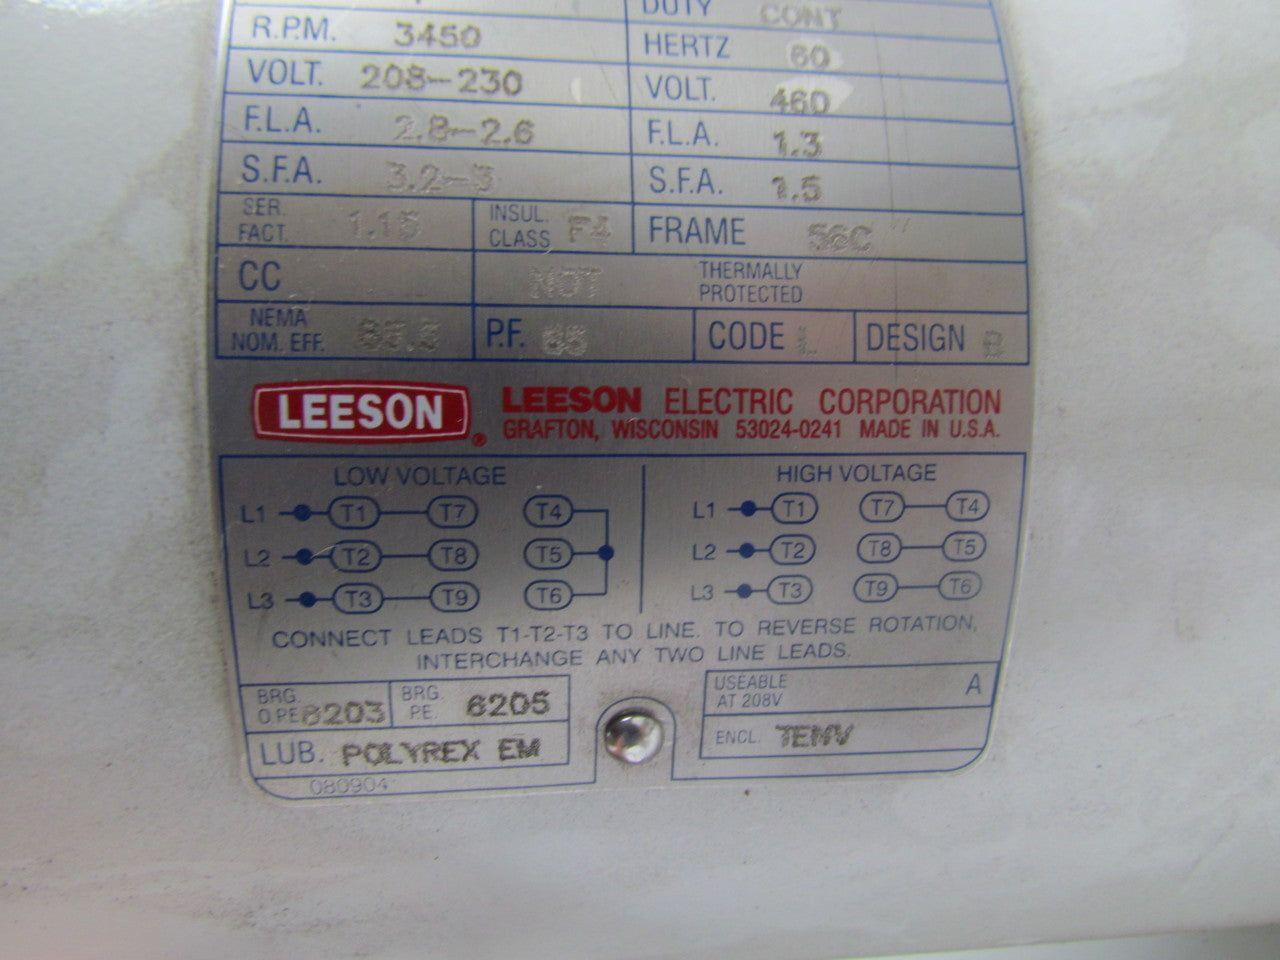 DUTY CONT
R.P.M. 3450 HERTZ 60
VOLT. 208-230 VOLT. 460
F.L.A. 2.8-2.6 F.L.A. 1.3
S.F.A. 3.2-3 S.F.A. 1.5
SER. FACT. 1.15 INSUL. CLASS F4 FRAME 56C
CC NOT THERMALLY PROTECTED
NEMA NOM. EFF. P.F. 65 CODE L DESIGN B
LEESON ® LEESON ELECTRIC CORPORATION
GRAFTON, WISCONSIN 53024-0241 MADE IN U.S.A.
LOW VOLTAGE HIGH VOLTAGE
L1 T1 T7 T4 L1 T1 T7 T4
L2 T2 T8 T5 L2 T2 T8 T5
L3 T3 T9 T6 L3 T3 T9 T6
CONNECT LEADS T1-T2-T3 TO LINE. TO REVERSE ROTATION,
INTERCHANGE ANY TWO LINE LEADS.
BRG. O.PE 6203 BRG. PE. 6205 USEABLE AT 208V A
LUB. POLYREX EM ENCL. TENV
080904